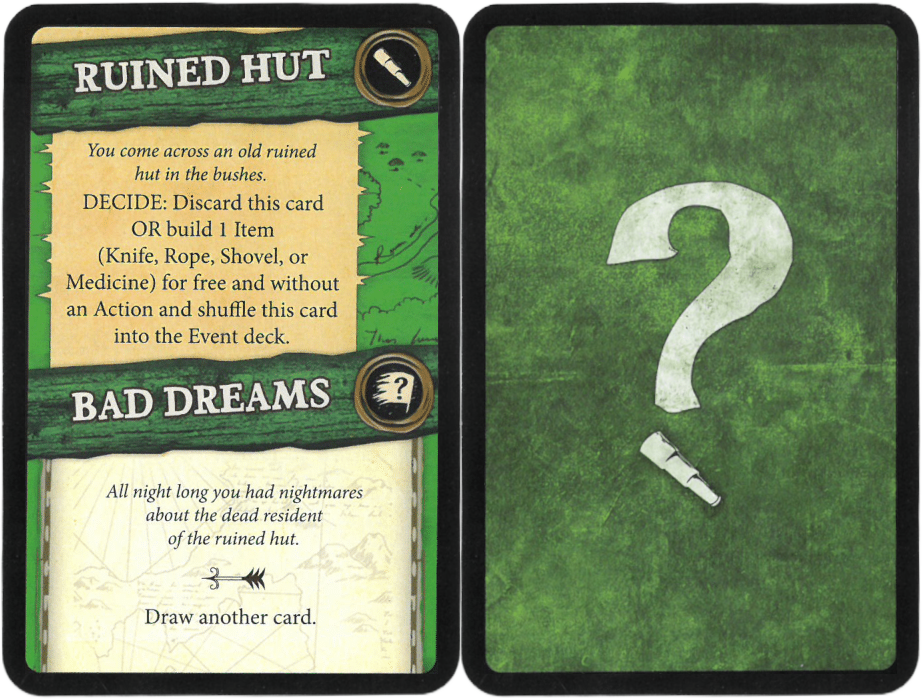 RUINED HUT
You come across an old ruined
hut in the bushes.
DECIDE: Discard this card
OR build 1 Item
(Knife, Rope, Shovel, or
Medicine) for free and without
an Action and shuffle this card
into the Event deck.
BAD DREAMS
?
All night long you had nightmares
about the dead resident
of the ruined hut.
Draw another card.
?